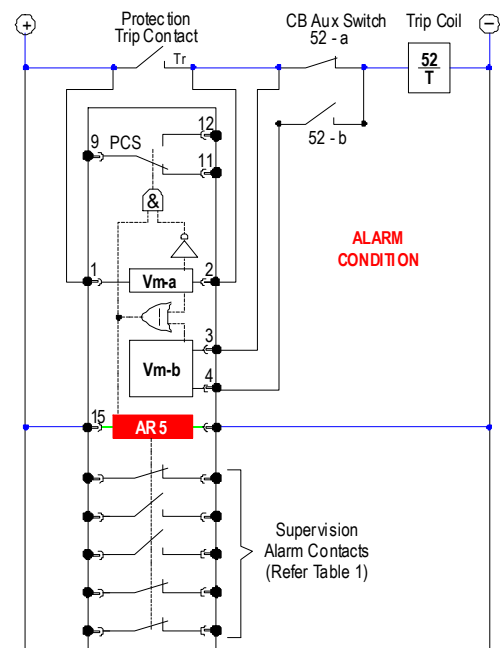 +
Protection
Trip Contact
Tr
CB Aux Switch
52 - a
Trip Coil
−
52
T
52 - b
12
9
PCS
11
&
ALARM
CONDITION
1
Vm-a
2
3
Vm-b
4
15
AR 5
Supervision
Alarm Contacts
(Refer Table 1)